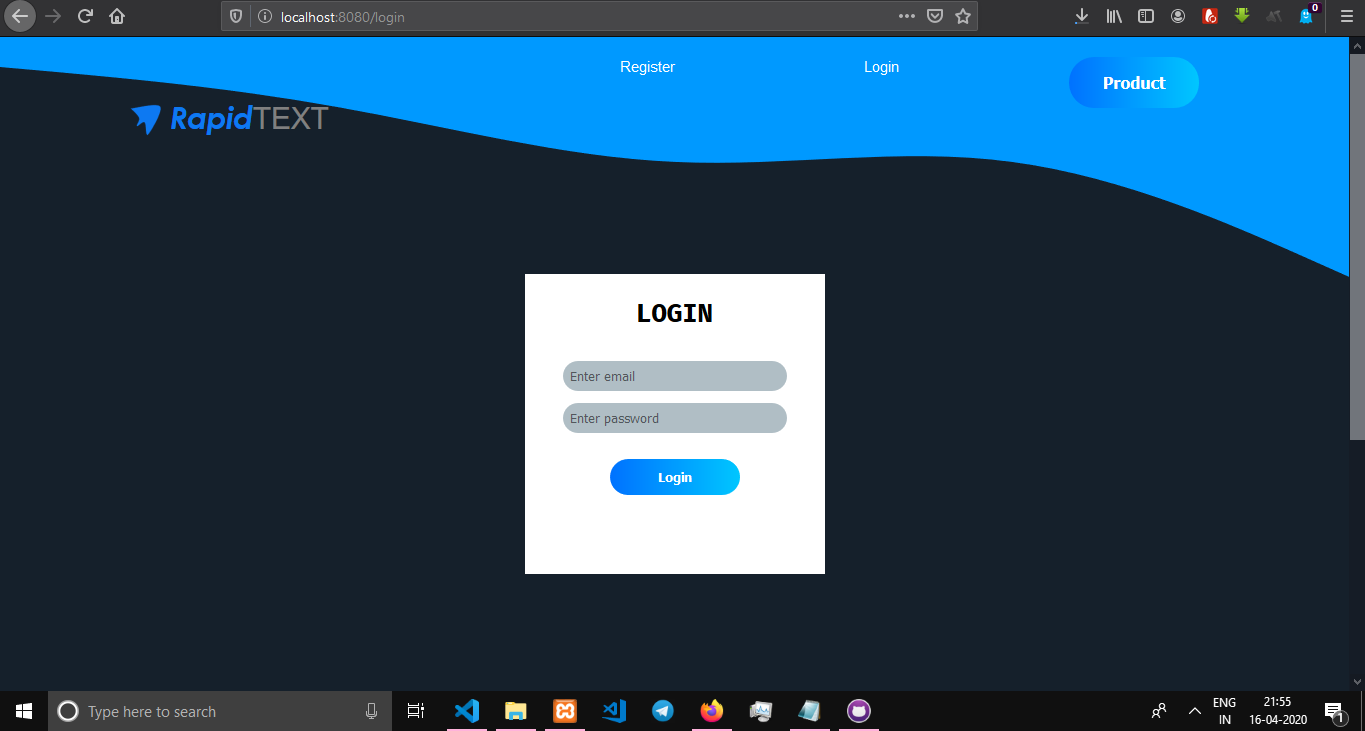 localhost:8080/login
0
Register
Login
Product
RapidTEXT
LOGIN
Enter email
Enter password
Login
Type here to search
ENG
IN
21:55
16-04-2020
1